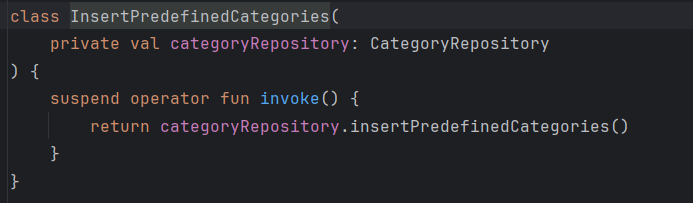 class InsertPredefinedCategories(
    private val categoryRepository: CategoryRepository
) {
    suspend operator fun invoke() {
        return categoryRepository.insertPredefinedCategories()
    }
}